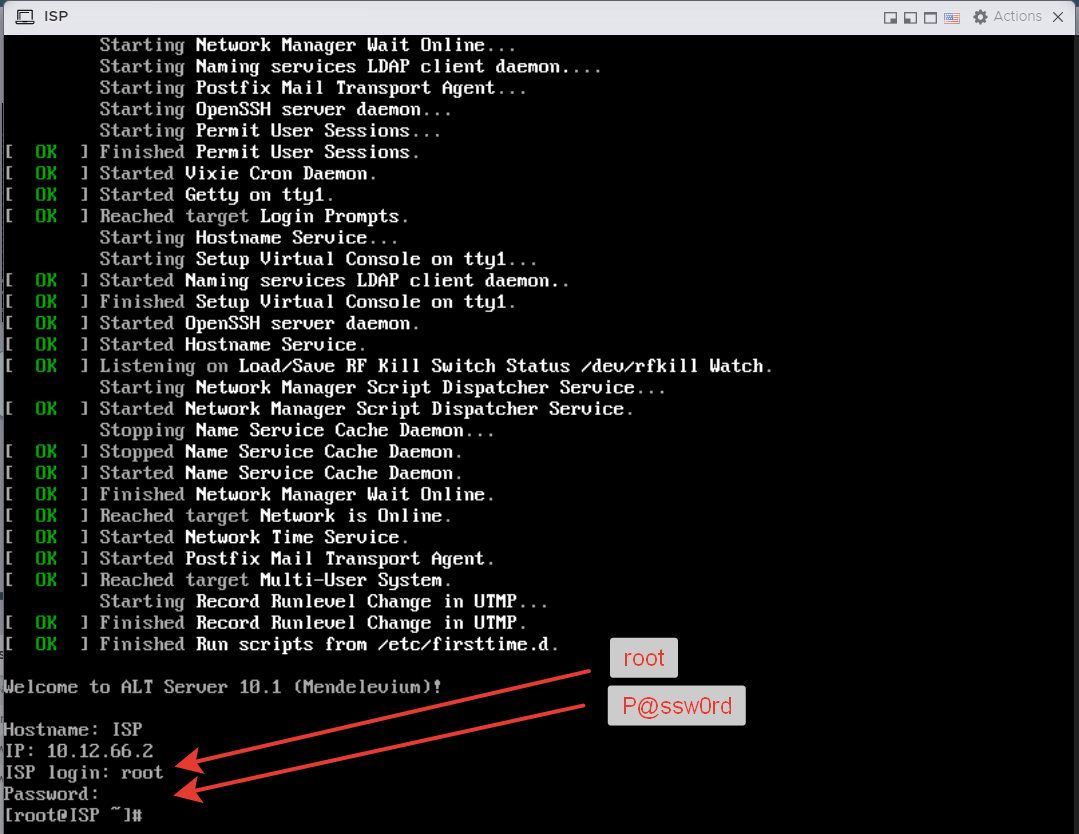 ISP
Actions
Starting Network Manager Wait Online...
Starting Naming services LDAP client daemon....
Starting Postfix Mail Transport Agent...
Starting OpenSSH server daemon...
Starting Permit User Sessions...
[  OK  ] Finished Permit User Sessions.
[  OK  ] Started Vixie Cron Daemon.
[  OK  ] Started Getty on tty1.
[  OK  ] Reached target Login Prompts.
Starting Hostname Service...
Starting Setup Virtual Console on tty1...
[  OK  ] Started Naming services LDAP client daemon..
[  OK  ] Finished Setup Virtual Console on tty1.
[  OK  ] Started OpenSSH server daemon.
[  OK  ] Started Hostname Service.
[  OK  ] Listening on Load/Save RF Kill Switch Status /dev/rfkill Watch.
Starting Network Manager Script Dispatcher Service...
[  OK  ] Started Network Manager Script Dispatcher Service.
Stopping Name Service Cache Daemon...
[  OK  ] Stopped Name Service Cache Daemon.
[  OK  ] Started Name Service Cache Daemon.
[  OK  ] Finished Network Manager Wait Online.
[  OK  ] Reached target Network is Online.
[  OK  ] Started Network Time Service.
[  OK  ] Started Postfix Mail Transport Agent.
[  OK  ] Reached target Multi-User System.
Starting Record Runlevel Change in UTMP...
[  OK  ] Finished Record Runlevel Change in UTMP.
[  OK  ] Finished Run scripts from /etc/firsttime.d.
root
Welcome to ALT Server 10.1 (Mendelevium)!
P@ssw0rd
Hostname: ISP
IP: 10.12.66.2
ISP login: root
Password:
[root@ISP ~]#